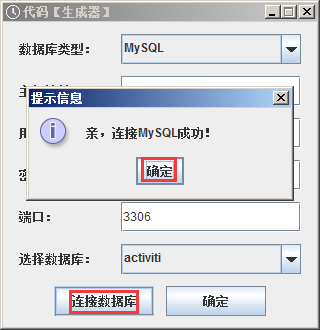 代码【生成器】
数据库类型：
MySQL
提示信息
亲，连接MySQL成功！
确定
端口：
3306
选择数据库：
activiti
连接数据库
确定